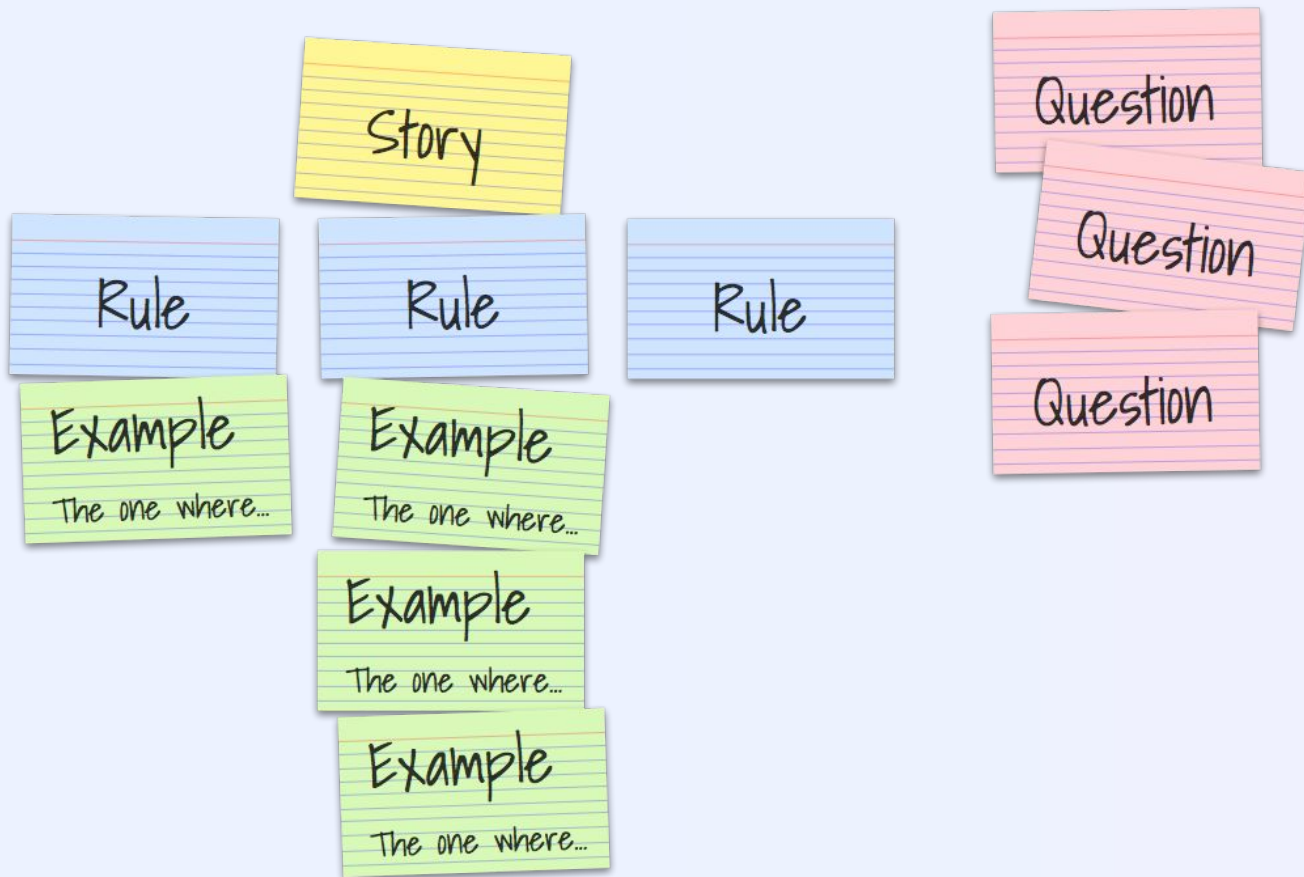 Story
Rule
Rule
Rule
Example
The one where...
Example
The one where...
Example
The one where...
Example
The one where...
Question
Question
Question